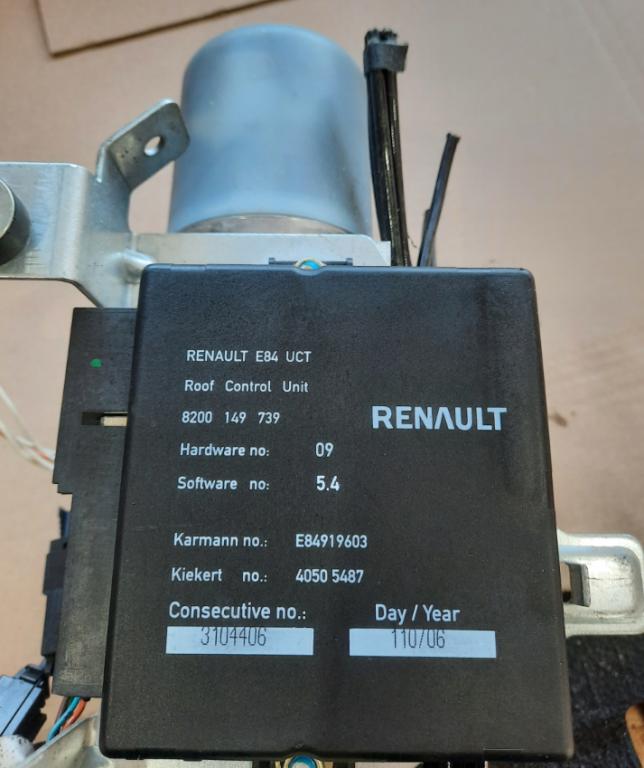 RENAULT E84 UCT
Roof Control Unit
8200 149 739
RENAULT
Hardware no: 09
Software no: 5.4
Karmann no.: E84919603
Kiekert no.: 4050 5487
Consecutive no.: Day / Year
3104406 110/06